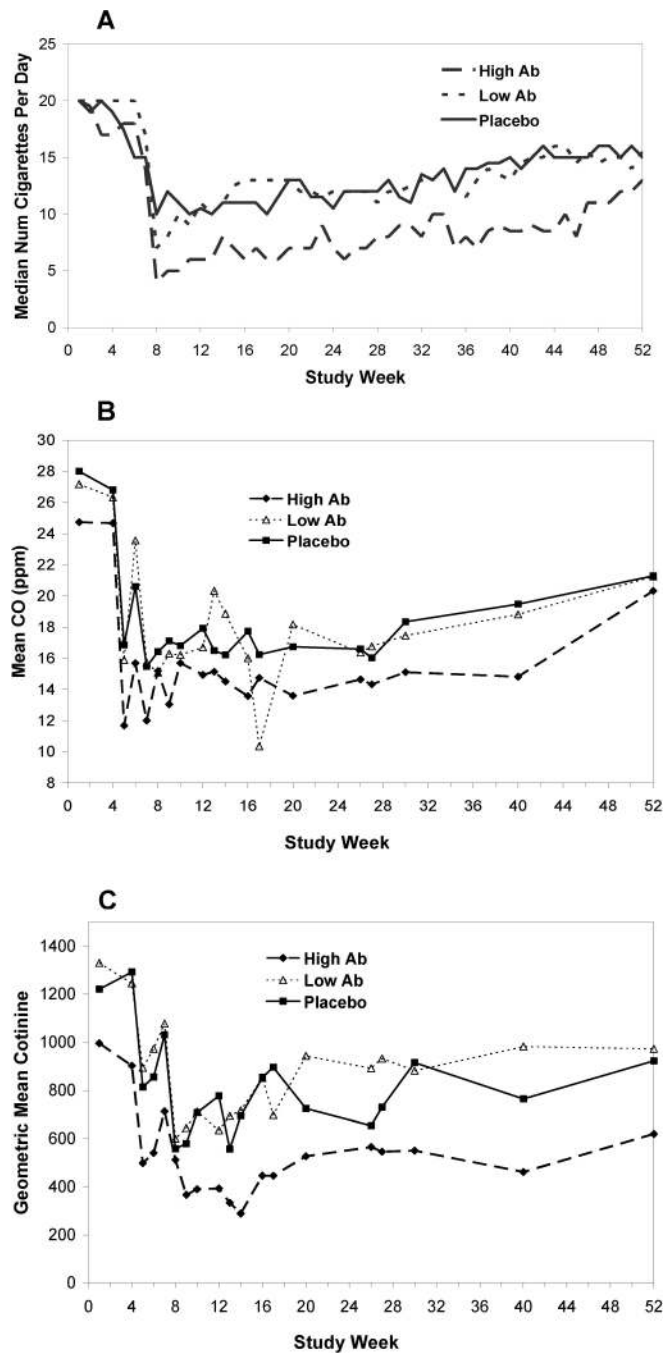 A
Median Num Cigarettes Per Day
25
20
15
10
5
0
High Ab
Low Ab
Placebo
0 4 8 12 16 20 24 28 32 36 40 44 48 52
Study Week
B
Mean CO (ppm)
30
28
26
24
22
20
18
16
14
12
10
8
High Ab
Low Ab
Placebo
0 4 8 12 16 20 24 28 32 36 40 44 48 52
Study Week
C
Geometric Mean Cotinine
1400
1200
1000
800
600
400
200
0
High Ab
Low Ab
Placebo
0 4 8 12 16 20 24 28 32 36 40 44 48 52
Study Week